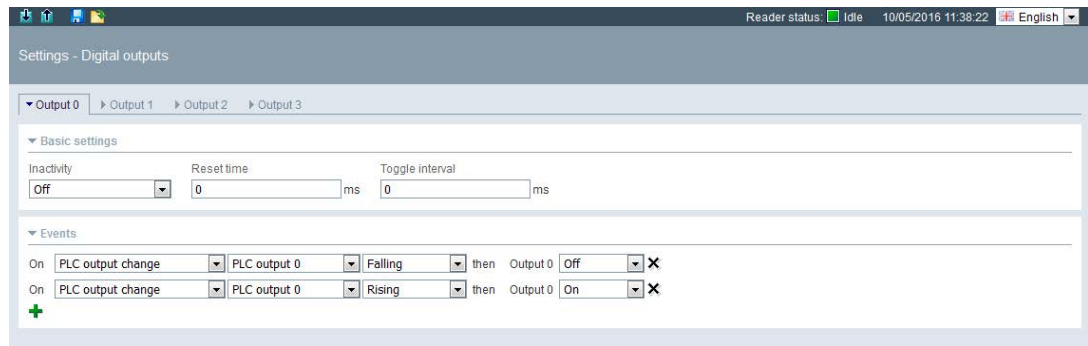 Reader status: Idle 10/05/2016 11:38:22 English
Settings - Digital outputs
Output 0 Output 1 Output 2 Output 3
Basic settings
Inactivity Reset time Toggle interval
Off 0 ms 0 ms
Events
On PLC output change PLC output 0 Falling then Output 0 Off
On PLC output change PLC output 0 Rising then Output 0 On